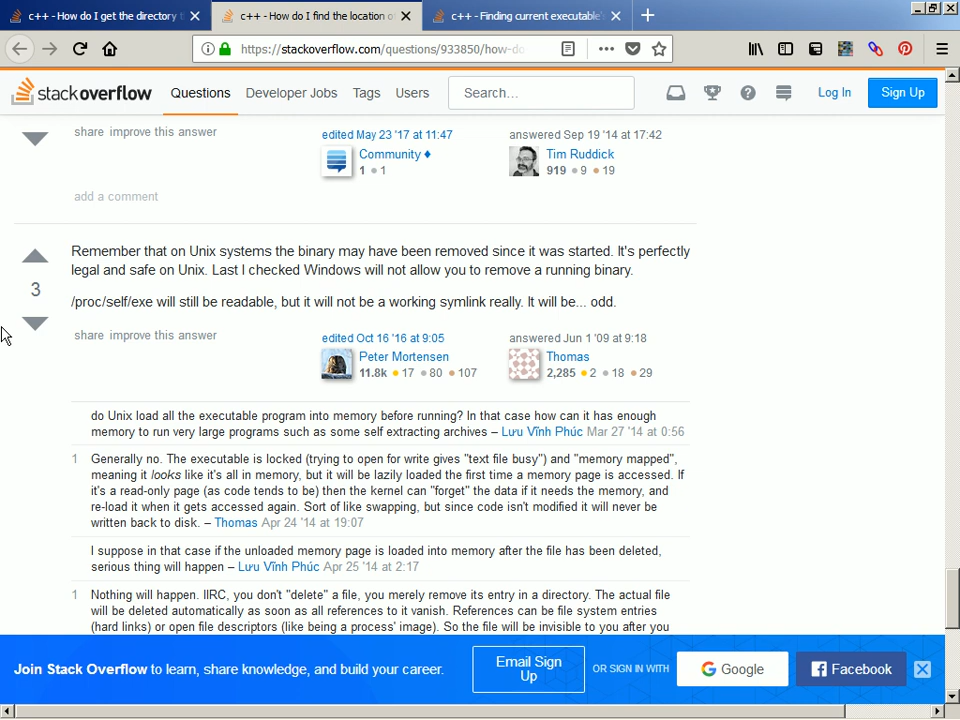 c++ - How do I get the directory t
c++ - How do I find the location o
c++ - Finding current executable'
https://stackoverflow.com/questions/933850/how-do-
stackoverflow
Questions
Developer Jobs
Tags
Users
Search...
Log In
Sign Up
share improve this answer
edited May 23 '17 at 11:47
Community ♦
1 ●1
answered Sep 19 '14 at 17:42
Tim Ruddick
919 ●9 ●19
add a comment
Remember that on Unix systems the binary may have been removed since it was started. It's perfectly
legal and safe on Unix. Last I checked Windows will not allow you to remove a running binary.
3
/proc/self/exe will still be readable, but it will not be a working symlink really. It will be... odd.
share improve this answer
edited Oct 16 '16 at 9:05
Peter Mortensen
11.8k ●17 ●80 ●107
answered Jun 1 '09 at 9:18
Thomas
2,285 ●2 ●18 ●29
do Unix load all the executable program into memory before running? In that case how can it has enough
memory to run very large programs such as some self extracting archives – Lưu Vĩnh Phúc Mar 27 '14 at 0:56
1 Generally no. The executable is locked (trying to open for write gives "text file busy") and "memory mapped",
meaning it looks like it's all in memory, but it will be lazily loaded the first time a memory page is accessed. If
it's a read-only page (as code tends to be) then the kernel can "forget" the data if it needs the memory, and
re-load it when it gets accessed again. Sort of like swapping, but since code isn't modified it will never be
written back to disk. – Thomas Apr 24 '14 at 19:07
I suppose in that case if the unloaded memory page is loaded into memory after the file has been deleted,
serious thing will happen – Lưu Vĩnh Phúc Apr 25 '14 at 2:17
1 Nothing will happen. IIRC, you don't "delete" a file, you merely remove its entry in a directory. The actual file
will be deleted automatically as soon as all references to it vanish. References can be file system entries
(hard links) or open file descriptors (like being a process' image). So the file will be invisible to you after you
Join Stack Overflow to learn, share knowledge, and build your career.
Email Sign
Up
OR SIGN IN WITH
Google
Facebook